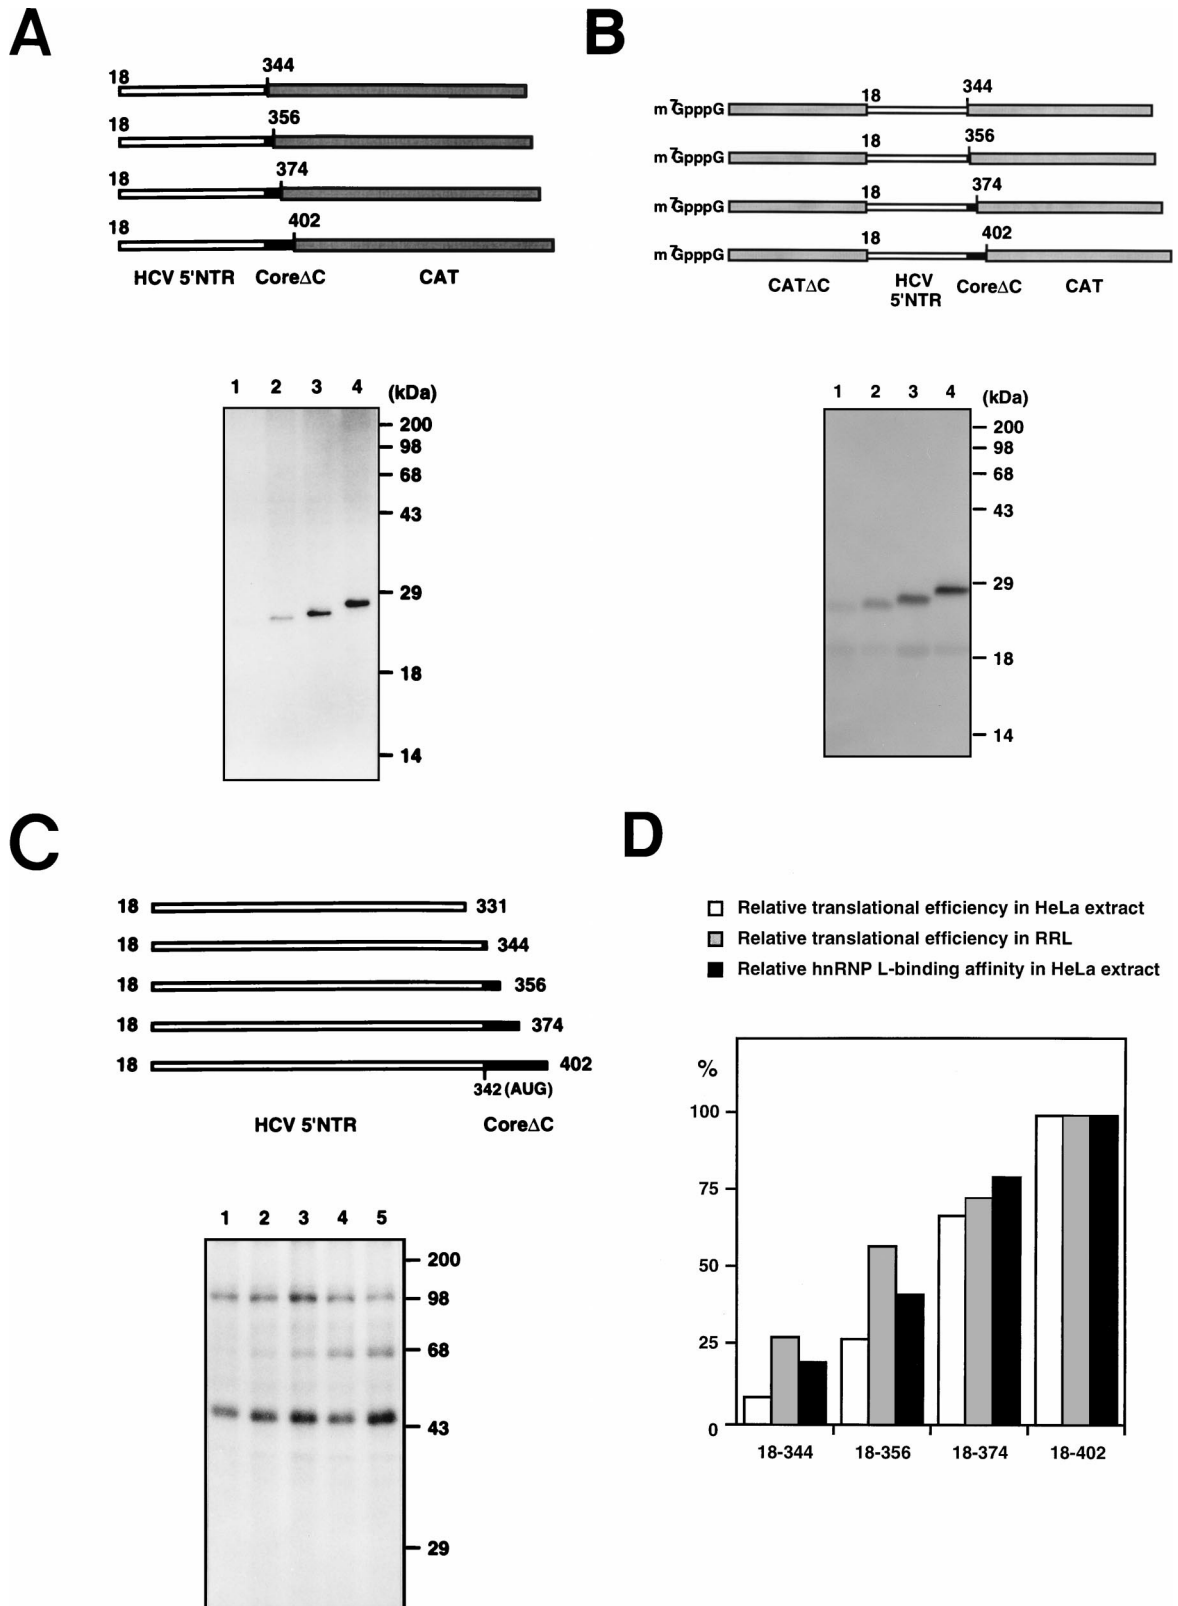 A
18 344
18 356
18 374
18 402
HCV 5'NTR CoreΔC CAT
1 2 3 4 (kDa)
200
98
68
43
29
18
14
B
m7GpppG 18 344
m7GpppG 18 356
m7GpppG 18 374
m7GpppG 18 402
CATΔC HCV 5'NTR CoreΔC CAT
1 2 3 4 (kDa)
200
98
68
43
29
18
14
C
18 331
18 344
18 356
18 374
18 402
342 (AUG)
HCV 5'NTR CoreΔC
1 2 3 4 5
200
98
68
43
29
D
Relative translational efficiency in HeLa extract
Relative translational efficiency in RRL
Relative hnRNP L-binding affinity in HeLa extract
%
100
75
50
25
0
18-344 18-356 18-374 18-402